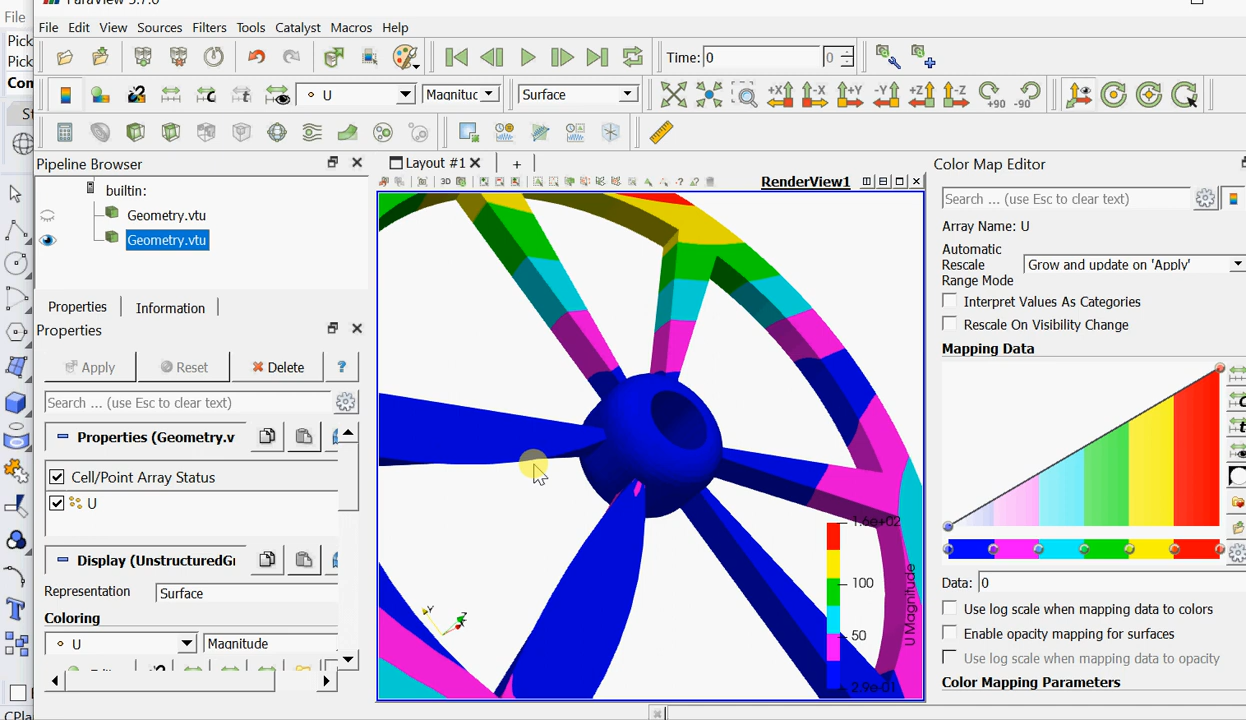 File
ParaView 5.7.0
File Edit View Sources Filters Tools Catalyst Macros Help
Pick
Pick
Time: 0 0
U Magnituc Surface +X -X +Y -Y +Z -Z +90 -90
Pipeline Browser
Layout #1
Color Map Editor
3D
RenderView1
builtin:
Geometry.vtu
Geometry.vtu
Search ... (use Esc to clear text)
Array Name: U
Automatic
Rescale
Range Mode
Grow and update on 'Apply'
Interpret Values As Categories
Rescale On Visibility Change
Mapping Data
Properties Information
Properties
Apply Reset Delete ?
Search ... (use Esc to clear text)
Properties (Geometry.v
Cell/Point Array Status
U
Display (UnstructuredGr
Representation Surface
Coloring
U Magnitude
Y
Z
1.6e+02
100
50
2.9e-01
U Magnitude
Data: 0
Use log scale when mapping data to colors
Enable opacity mapping for surfaces
Use log scale when mapping data to opacity
Color Mapping Parameters